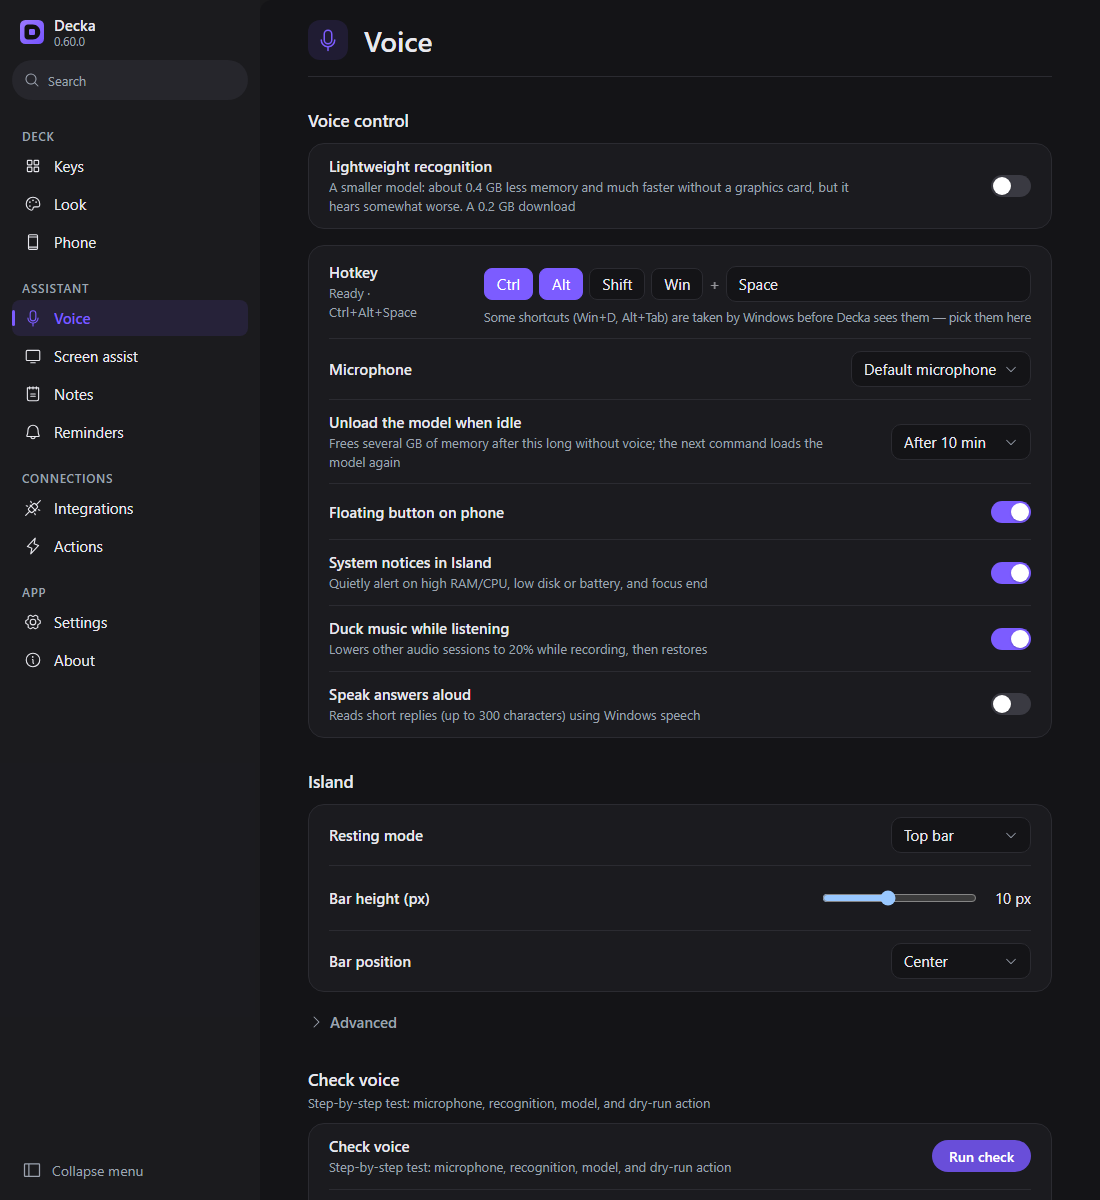 Decka
0.60.0
Search
DECK
Keys
Look
Phone
ASSISTANT
Voice
Screen assist
Notes
Reminders
CONNECTIONS
Integrations
Actions
APP
Settings
About
Collapse menu
Voice
Voice control
Lightweight recognition
A smaller model: about 0.4 GB less memory and much faster without a graphics card, but it
hears somewhat worse. A 0.2 GB download
Hotkey
Ready ·
Ctrl+Alt+Space
Ctrl Alt Shift Win + Space
Some shortcuts (Win+D, Alt+Tab) are taken by Windows before Decka sees them — pick them here
Microphone
Default microphone
Unload the model when idle
Frees several GB of memory after this long without voice; the next command loads the
model again
After 10 min
Floating button on phone
System notices in Island
Quietly alert on high RAM/CPU, low disk or battery, and focus end
Duck music while listening
Lowers other audio sessions to 20% while recording, then restores
Speak answers aloud
Reads short replies (up to 300 characters) using Windows speech
Island
Resting mode
Top bar
Bar height (px)
10 px
Bar position
Center
Advanced
Check voice
Step-by-step test: microphone, recognition, model, and dry-run action
Check voice
Step-by-step test: microphone, recognition, model, and dry-run action
Run check